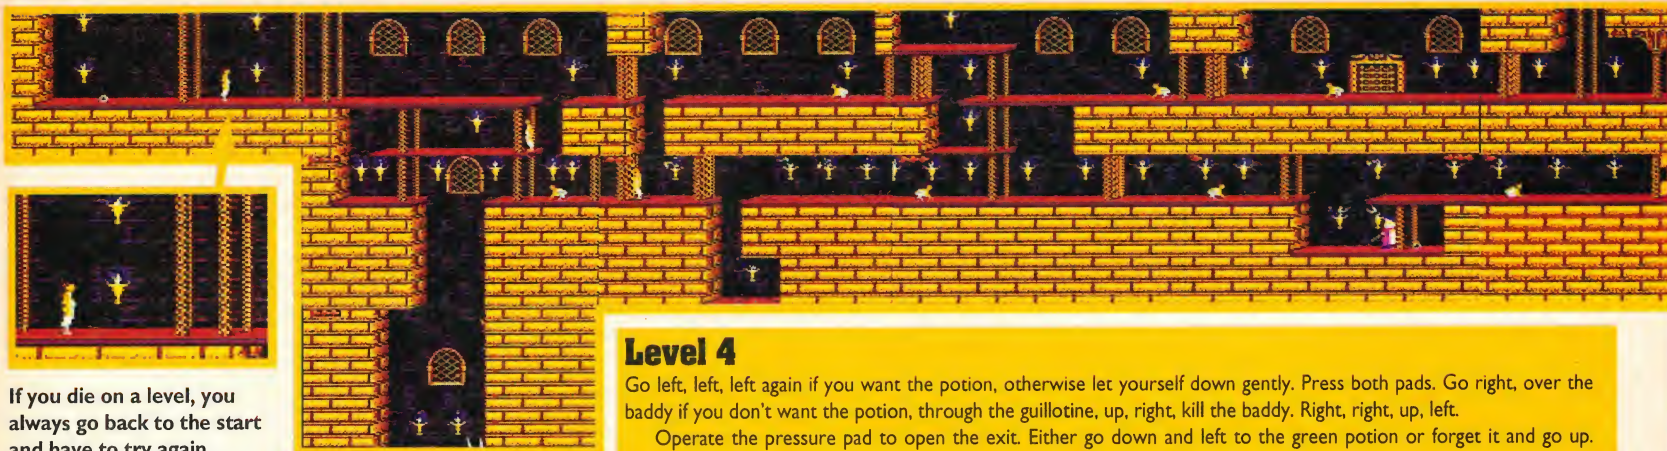 If you die on a level, you
always go back to the start
and have to try again
Level 4
Go left, left, left again if you want the potion, otherwise let yourself down gently. Press both pads. Go right, over the
baddy if you don't want the potion, through the guillotine, up, right, kill the baddy. Right, right, up, left.
Operate the pressure pad to open the exit. Either go down and left to the green potion or forget it and go up.